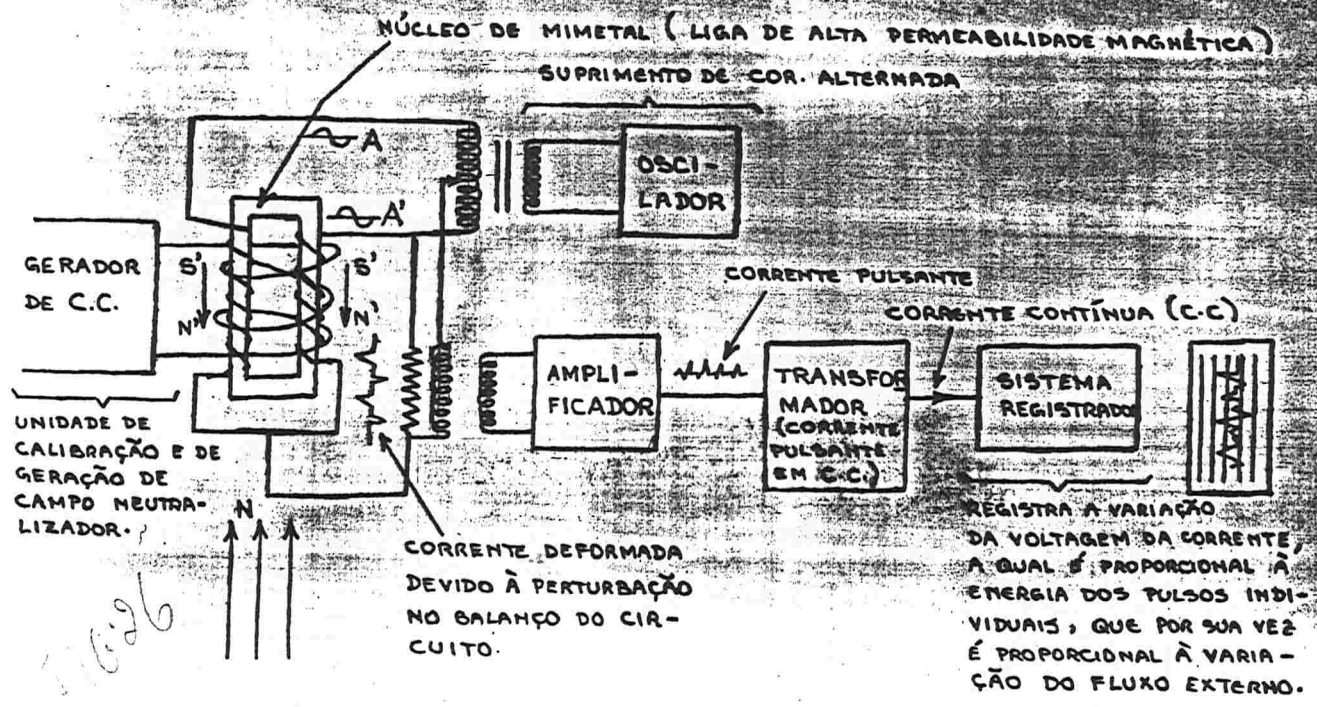 NÚCLEO DE MIMETAL (LIGA DE ALTA PERMEABILIDADE MAGNÉTICA)
SUPRIMENTO DE COR. ALTERNADA
A
A'
OSCI-
LADOR
GERADOR
DE C.C.
S'
S'
N'
N'
CORRENTE PULSANTE
CORRENTE CONTÍNUA (C.C)
AMPLI-
FICADOR
TRANSFOR
MADOR
(CORRENTE
PULSANTE
EM C.C.)
SISTEMA
REGISTRADO
UNIDADE DE
CALIBRAÇÃO E DE
GERAÇÃO DE
CAMPO NEUTRA-
LIZADOR.
N
CORRENTE DEFORMADA
DEVIDO À PERTURBAÇÃO
NO BALANÇO DO CIR-
CUITO.
REGISTRA A VARIAÇÃO
DA VOLTAGEM DA CORRENTE,
A QUAL É PROPORCIONAL À
ENERGIA DOS PULSOS INDI-
VIDUAIS, QUE POR SUA VEZ
É PROPORCIONAL À VARIA-
ÇÃO DO FLUXO EXTERNO.